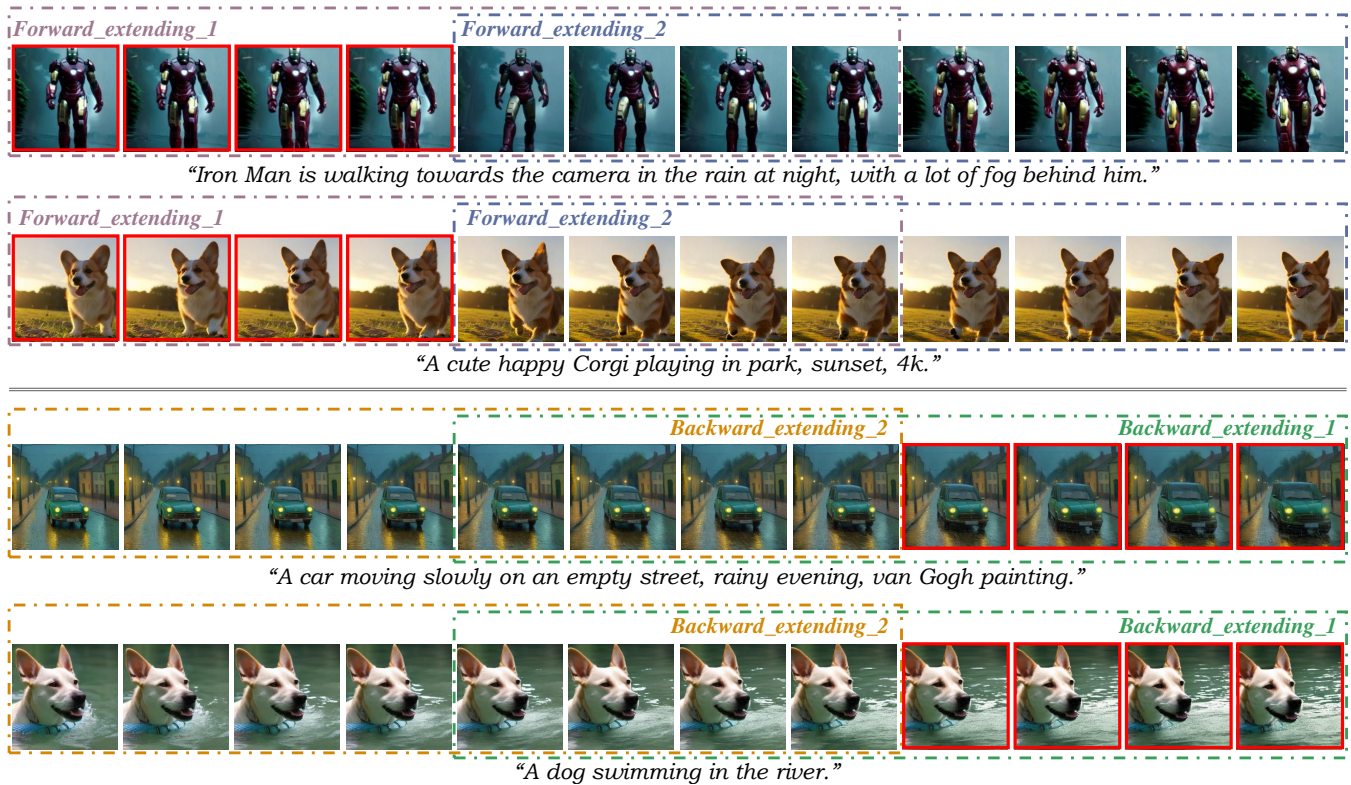 Forward_extending_1
Forward_extending_2
“Iron Man is walking towards the camera in the rain at night, with a lot of fog behind him.”
Forward_extending_1
Forward_extending_2
“A cute happy Corgi playing in park, sunset, 4k.”
Backward_extending_2
Backward_extending_1
“A car moving slowly on an empty street, rainy evening, van Gogh painting.”
Backward_extending_2
Backward_extending_1
“A dog swimming in the river.”